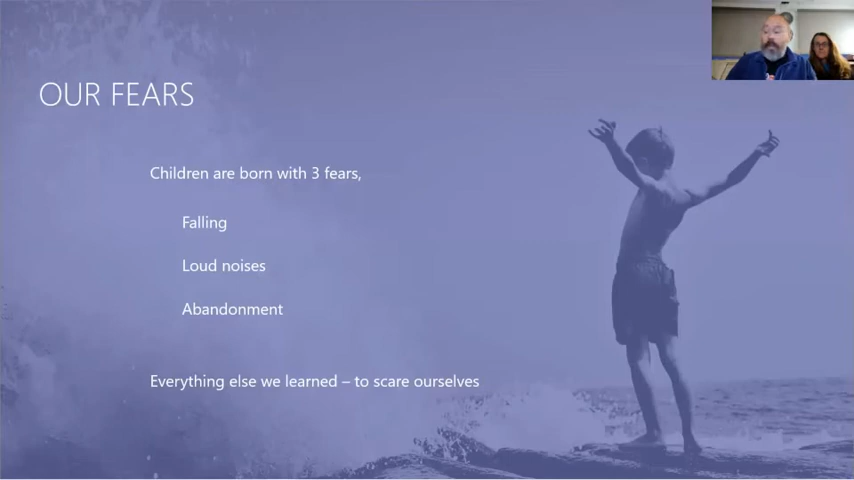 OUR FEARS
Children are born with 3 fears,
Falling
Loud noises
Abandonment
Everything else we learned – to scare ourselves